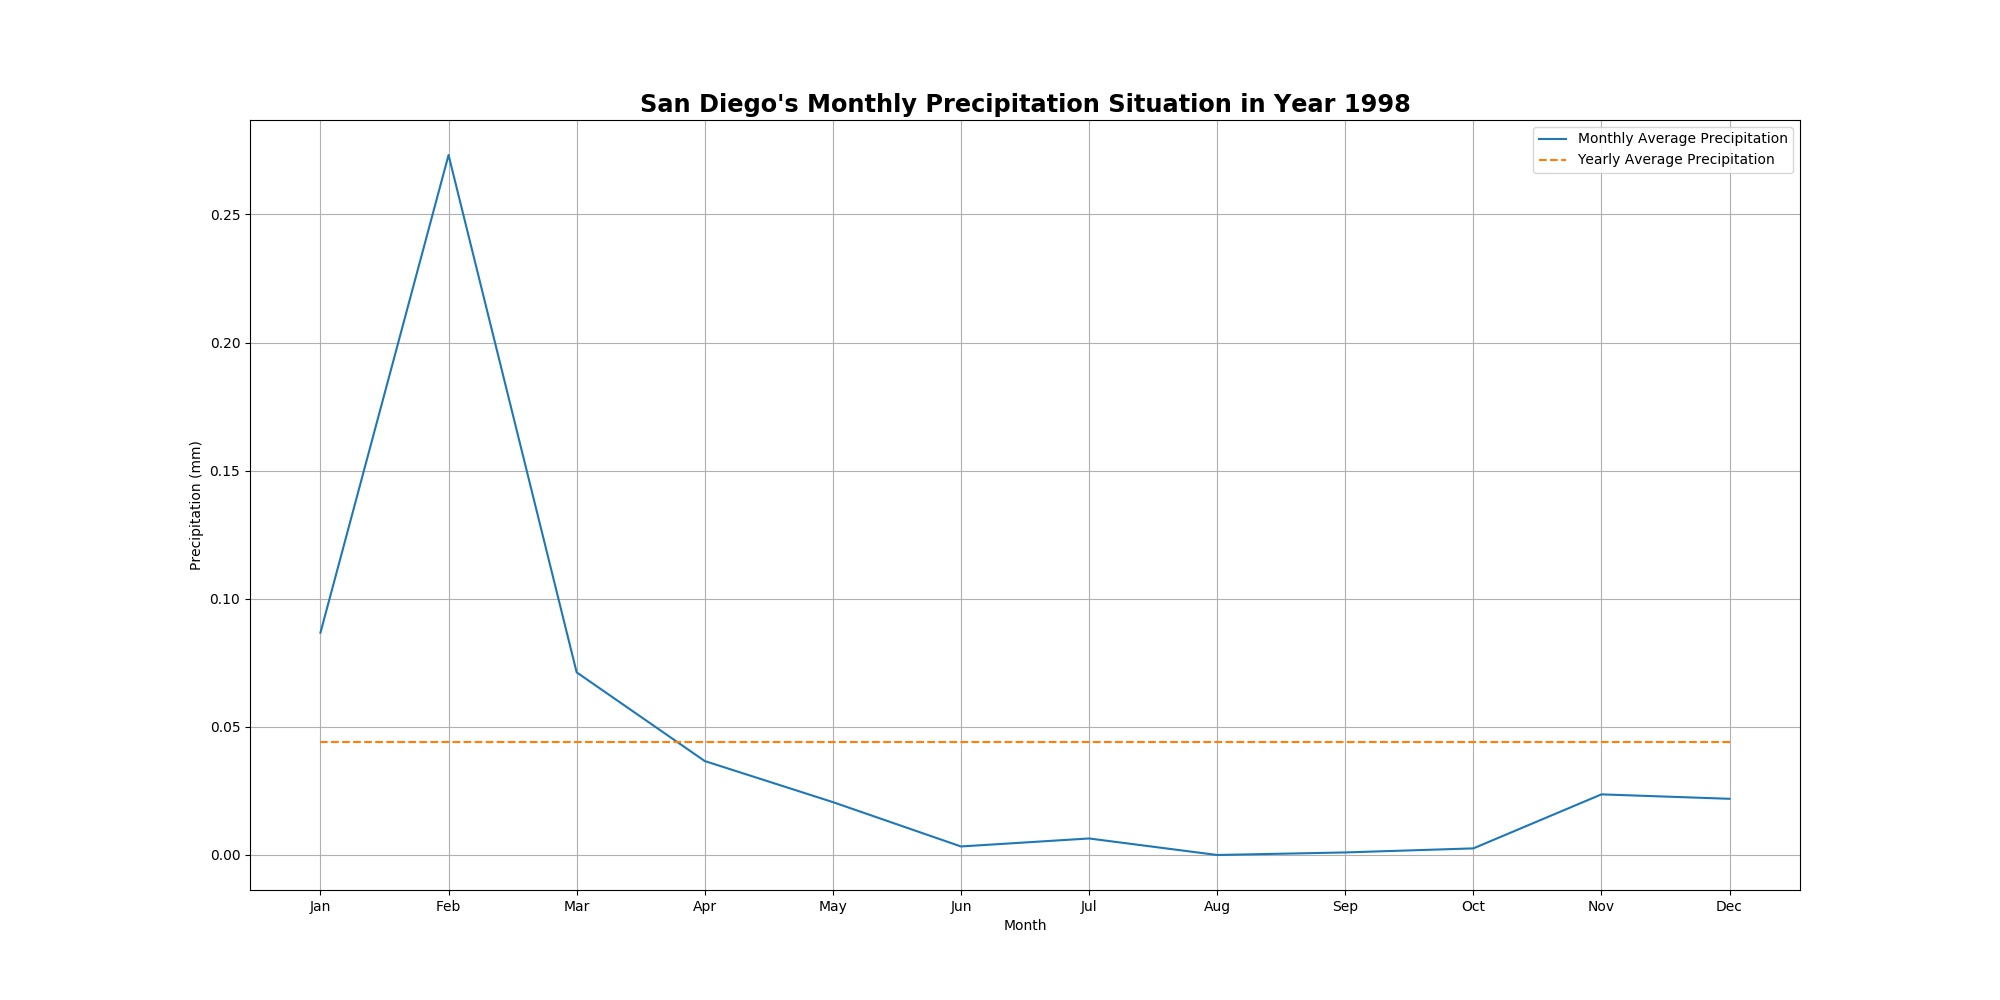 San Diego's Monthly Precipitation Situation in Year 1998
Monthly Average Precipitation
Yearly Average Precipitation
Precipitation (mm)
0.25
0.20
0.15
0.10
0.05
0.00
Jan Feb Mar Apr May Jun Jul Aug Sep Oct Nov Dec
Month